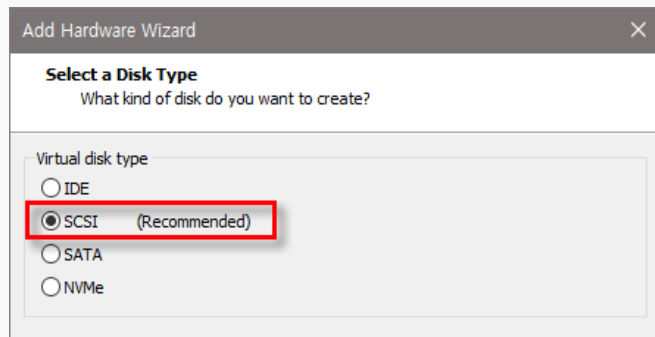 Add Hardware Wizard
Select a Disk Type
What kind of disk do you want to create?
Virtual disk type
IDE
SCSI (Recommended)
SATA
NVMe